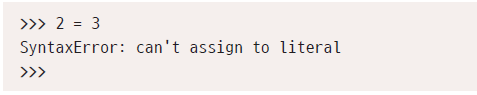 >>> 2 = 3
SyntaxError: can't assign to literal
>>>